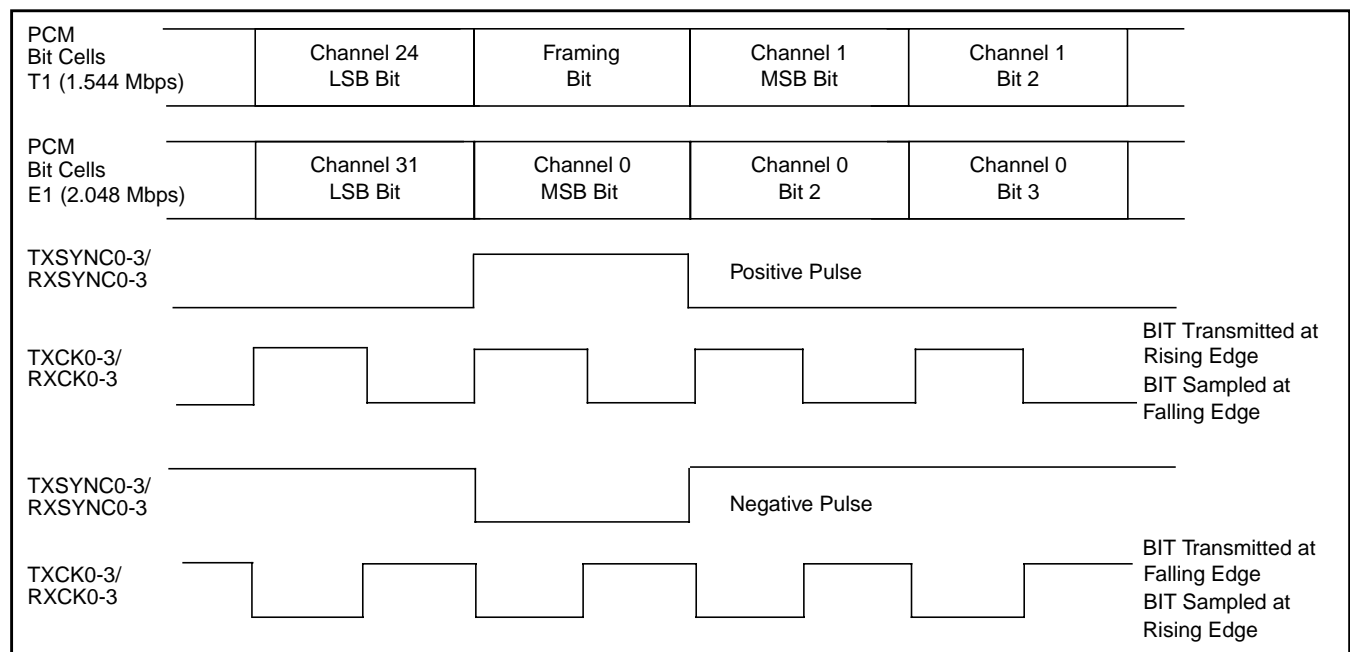 PCM
Bit Cells
T1 (1.544 Mbps)
Channel 24
LSB Bit
Framing
Bit
Channel 1
MSB Bit
Channel 1
Bit 2
PCM
Bit Cells
E1 (2.048 Mbps)
Channel 31
LSB Bit
Channel 0
MSB Bit
Channel 0
Bit 2
Channel 0
Bit 3
TXSYNC0-3/
RXSYNC0-3
Positive Pulse
TXCK0-3/
RXCK0-3
BIT Transmitted at
Rising Edge
BIT Sampled at
Falling Edge
TXSYNC0-3/
RXSYNC0-3
Negative Pulse
TXCK0-3/
RXCK0-3
BIT Transmitted at
Falling Edge
BIT Sampled at
Rising Edge